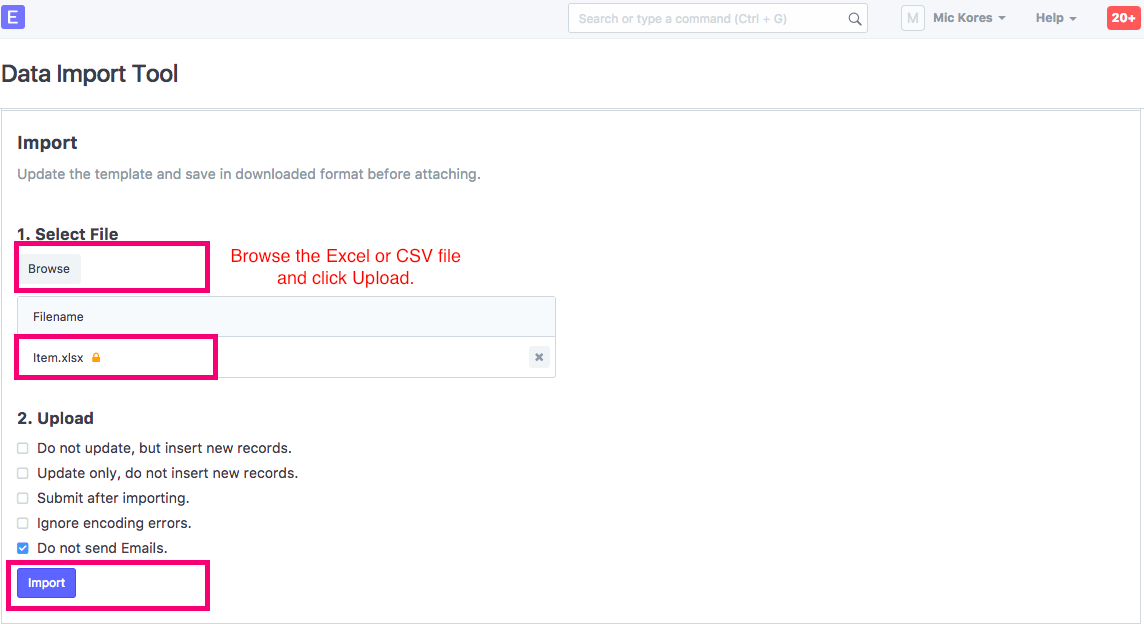 E
Search or type a command (Ctrl + G)
M Mic Kores
Help
20+
Data Import Tool
Import
Update the template and save in downloaded format before attaching.
1. Select File
Browse
Browse the Excel or CSV file
and click Upload.
Filename
Item.xlsx
2. Upload
Do not update, but insert new records.
Update only, do not insert new records.
Submit after importing.
Ignore encoding errors.
Do not send Emails.
Import